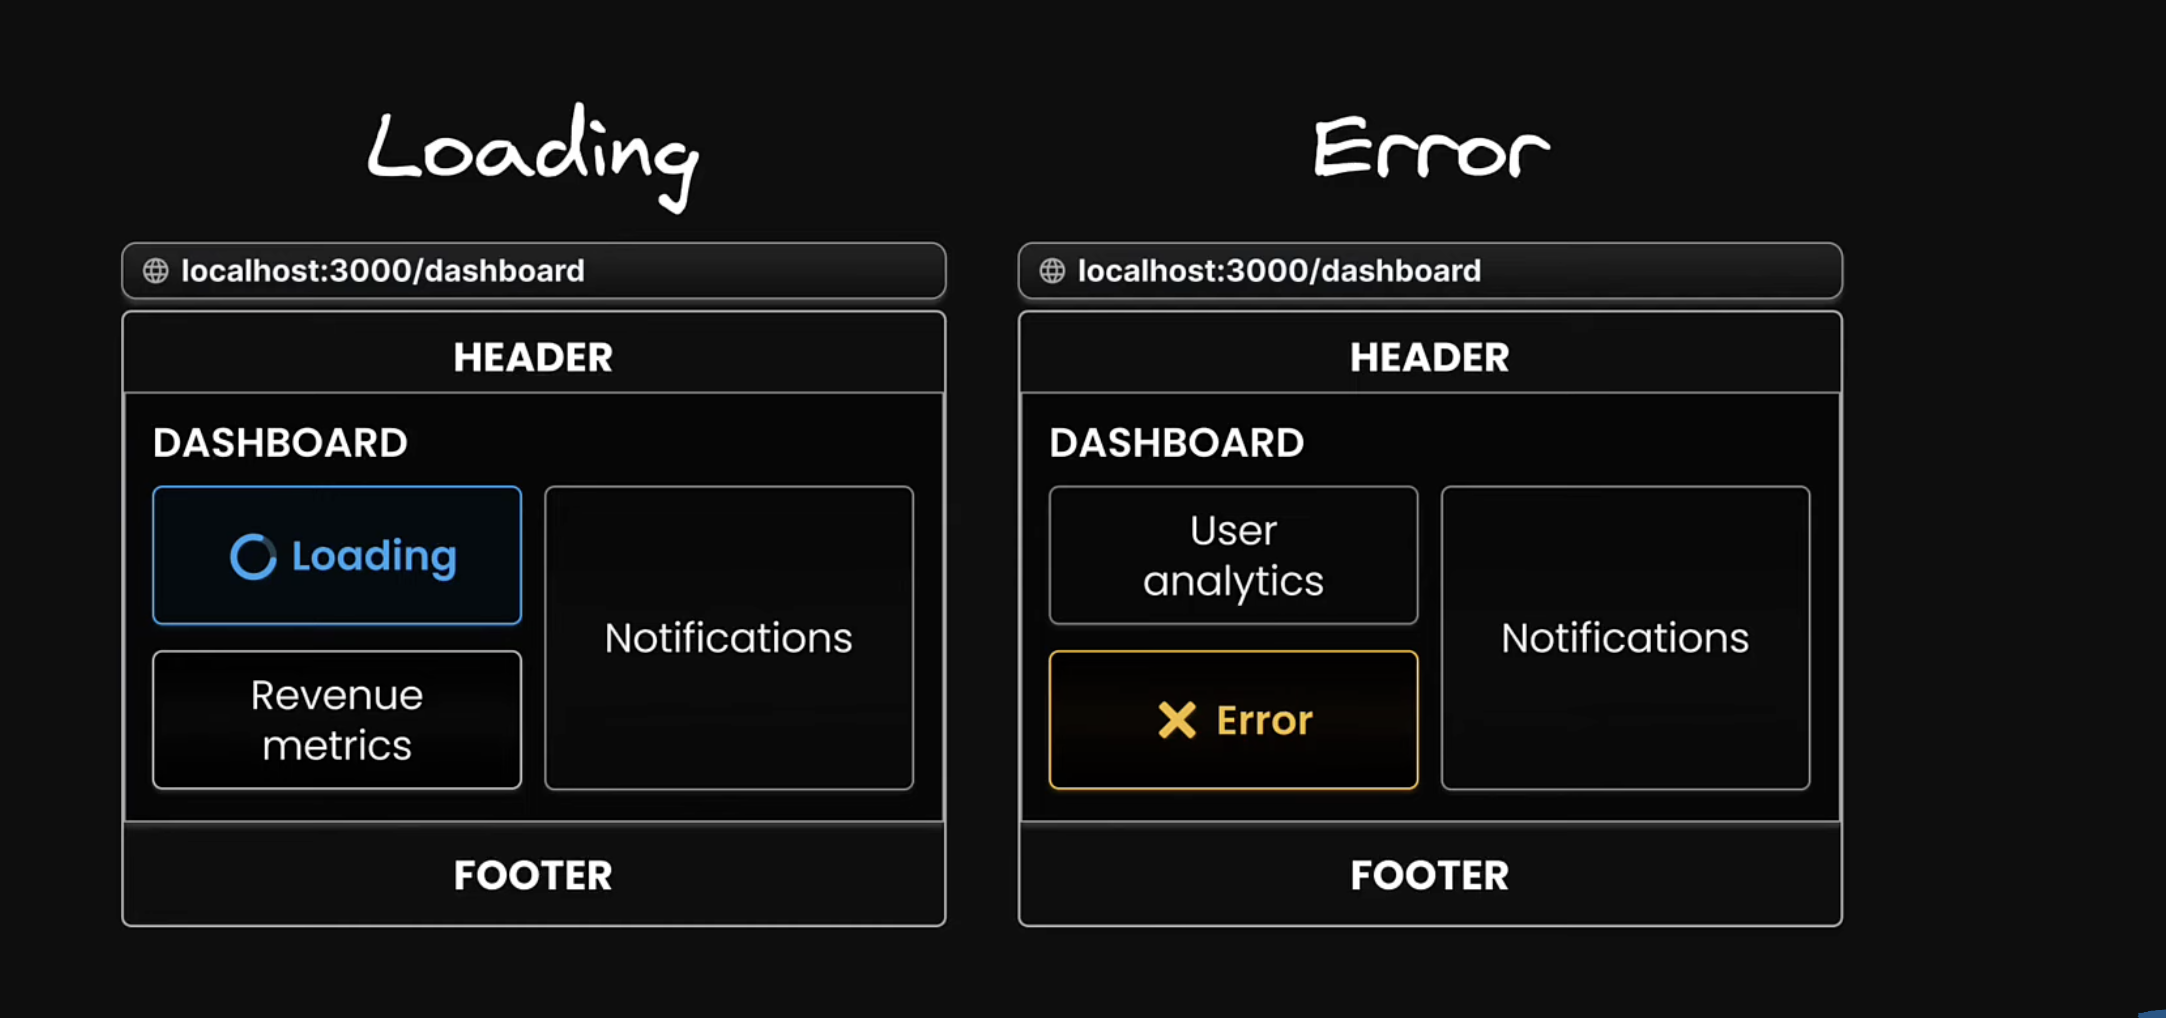 Loading
localhost:3000/dashboard
HEADER
DASHBOARD
Loading
Revenue
metrics
Notifications
FOOTER
Error
localhost:3000/dashboard
HEADER
DASHBOARD
User
analytics
Error
Notifications
FOOTER